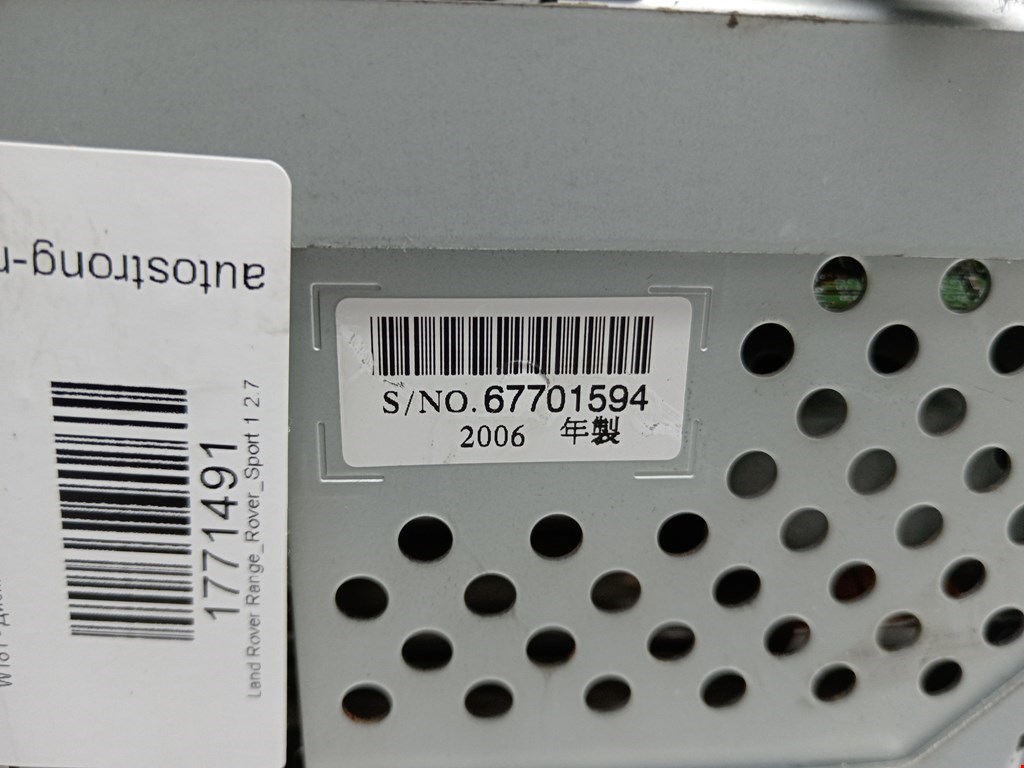 autostrong-
1771491
Land Rover Range_Rover_Sport 1 2.7
S/NO.67701594
2006 年製